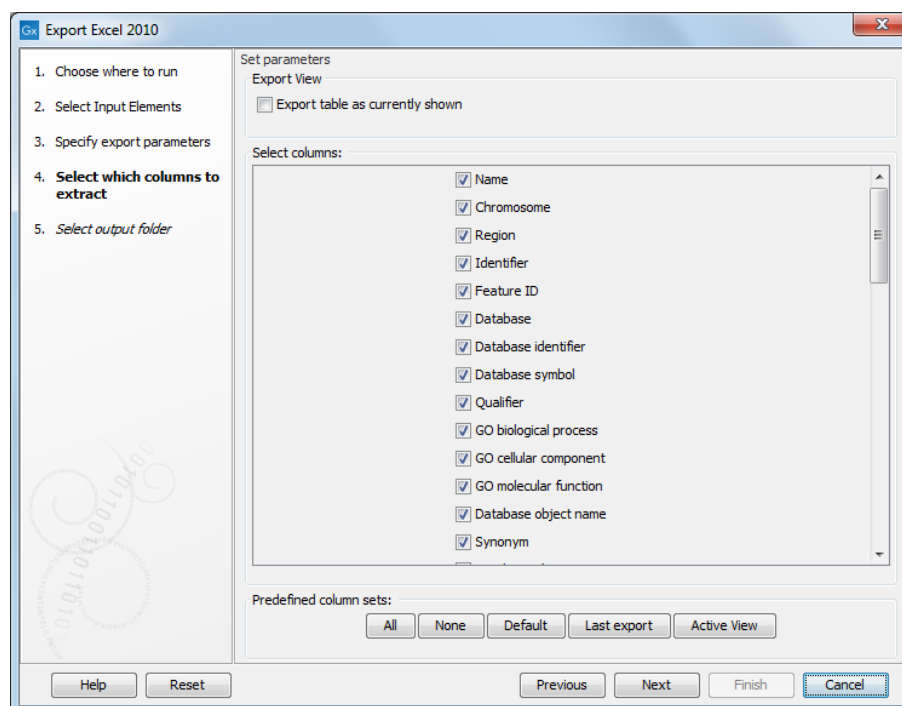 Gx Export Excel 2010
1. Choose where to run
2. Select Input Elements
3. Specify export parameters
4. Select which columns to
extract
5. Select output folder
Set parameters
Export View
Export table as currently shown
Select columns:
Name
Chromosome
Region
Identifier
Feature ID
Database
Database identifier
Database symbol
Qualifier
GO biological process
GO cellular component
GO molecular function
Database object name
Synonym
Predefined column sets:
All None Default Last export Active View
Help Reset Previous Next Finish Cancel